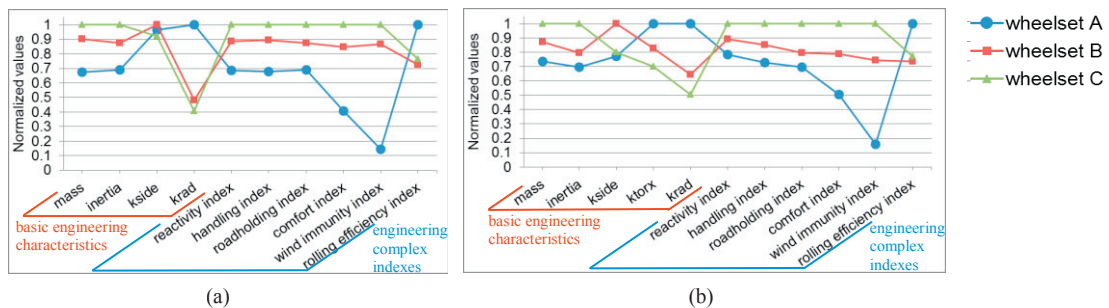 Normalized values
1
0.9
0.8
0.7
0.6
0.5
0.4
0.3
0.2
0.1
0
mass
inertia
kside
krad
reactivity index
handling index
roadholding index
comfort index
wind immunity index
rolling efficiency index
basic engineering
characteristics
engineering
complex
indexes
(a)
Normalized values
1
0.9
0.8
0.7
0.6
0.5
0.4
0.3
0.2
0.1
0
mass
inertia
kside
ktorx
krad
reactivity index
handling index
roadholding index
comfort index
wind immunity index
rolling efficiency index
basic engineering
characteristics
engineering
complex
indexes
(b)
wheelset A
wheelset B
wheelset C